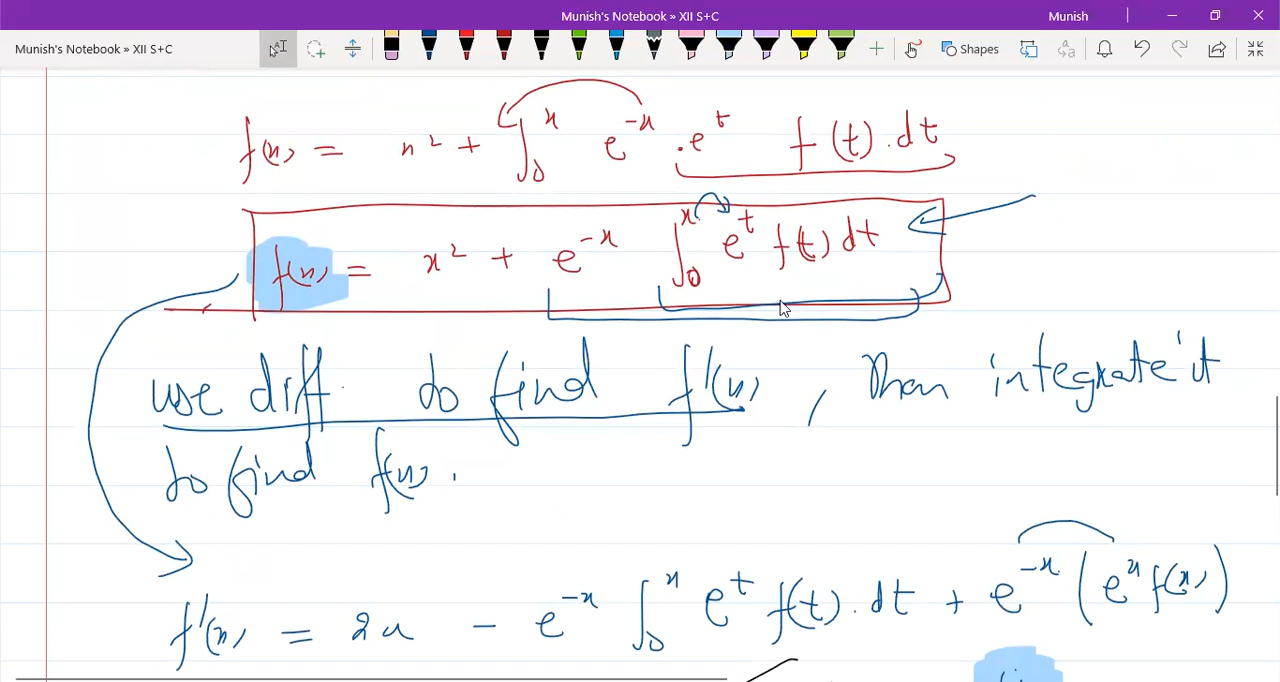 Munish's Notebook » XII S+C
Munish
Munish's Notebook » XII S+C
Shapes
f(x) = x² + ∫₀ˣ e⁻ˣ . eᵗ f(t).dt
f(x) = x² + e⁻ˣ ∫₀ˣ eᵗ f(t) dt
use diff. to find f'(x), Then integrate it
to find f(x).
f'(x) = 2x - e⁻ˣ ∫₀ˣ eᵗ f(t).dt + e⁻ˣ (eˣ f(x))